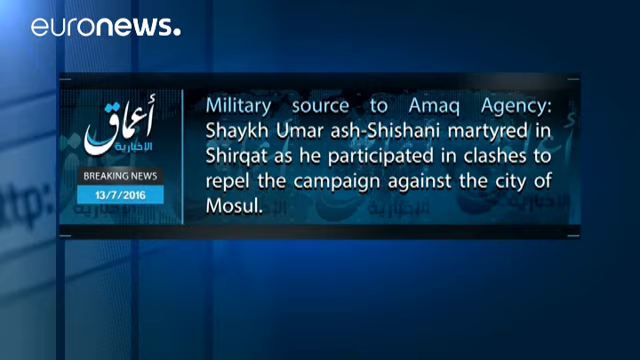 euronews.
أعماق
الإخبارية
BREAKING NEWS
13/7/2016
Military source to Amaq Agency:
Shaykh Umar ash-Shishani martyred in
Shirqat as he participated in clashes to
repel the campaign against the city of
Mosul.
ttp: